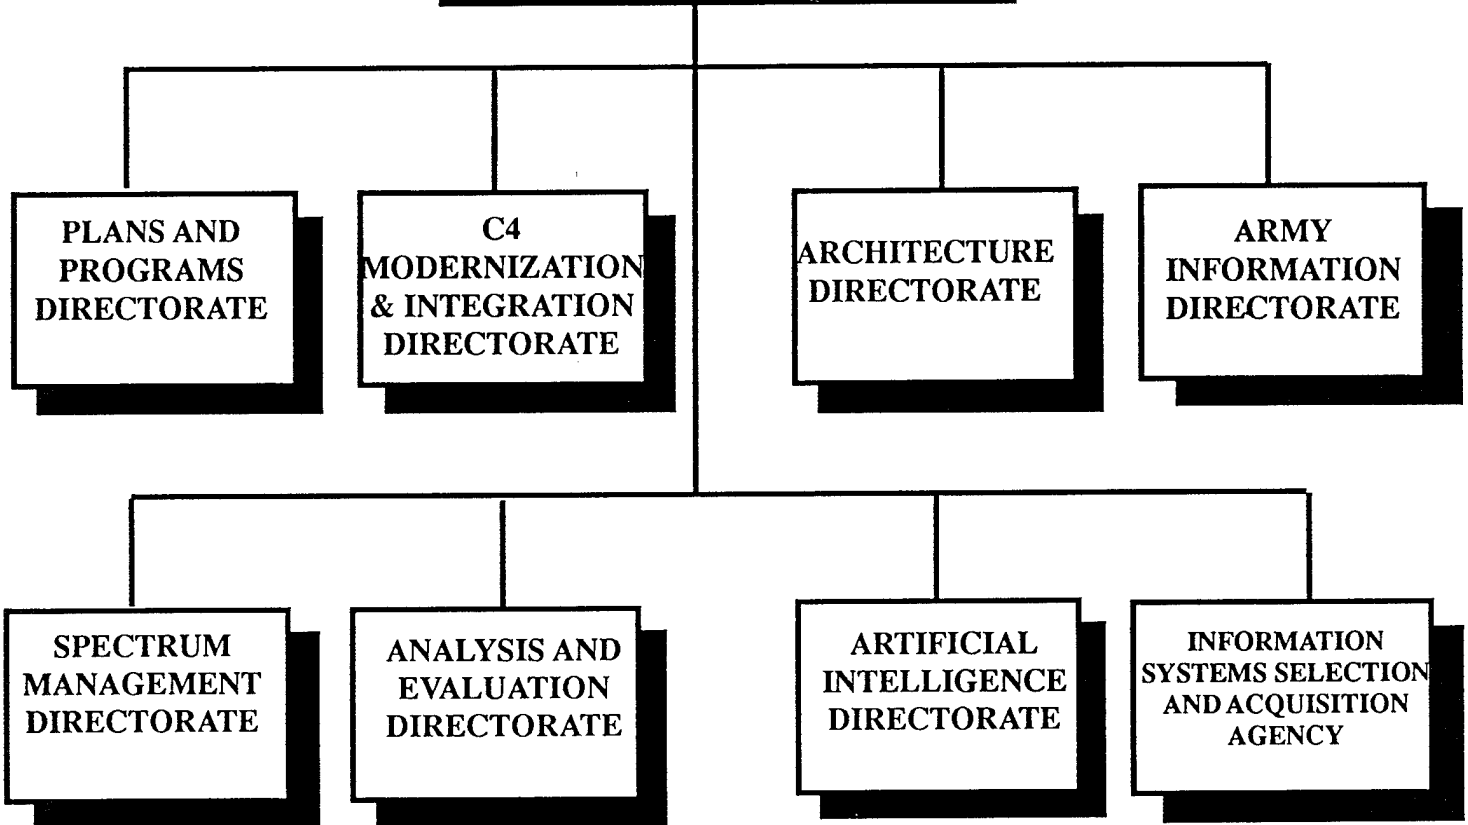 PLANS AND
PROGRAMS
DIRECTORATE
C4
MODERNIZATION
& INTEGRATION
DIRECTORATE
ARCHITECTURE
DIRECTORATE
ARMY
INFORMATION
DIRECTORATE
SPECTRUM
MANAGEMENT
DIRECTORATE
ANALYSIS AND
EVALUATION
DIRECTORATE
ARTIFICIAL
INTELLIGENCE
DIRECTORATE
INFORMATION
SYSTEMS SELECTION
AND ACQUISITION
AGENCY